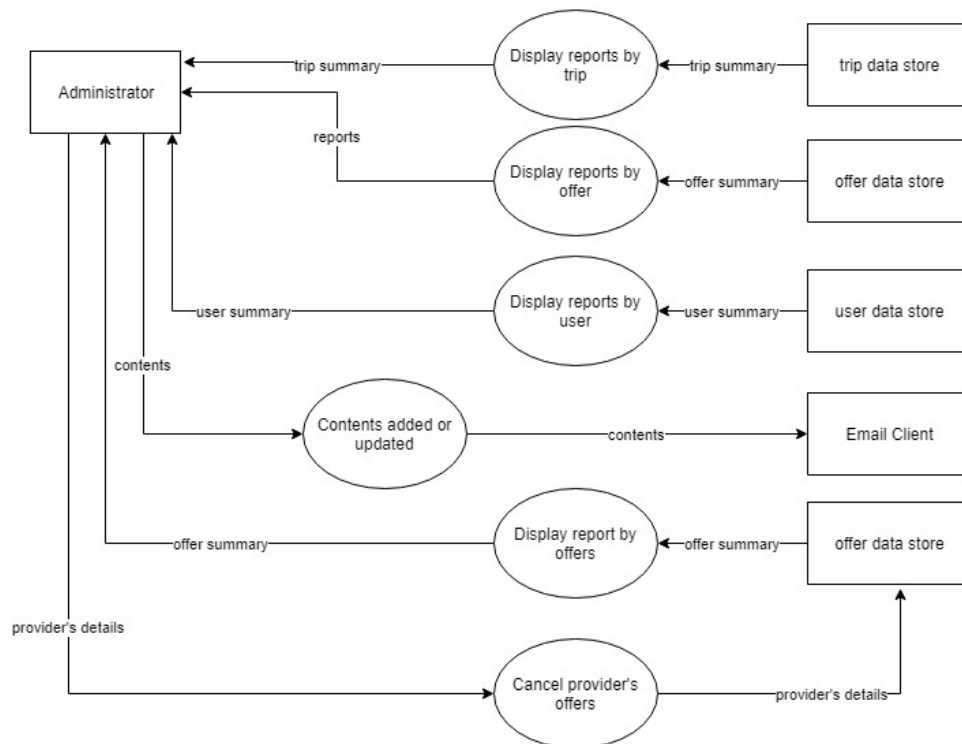 Display reports by
trip
trip summary
trip summary
trip data store
Administrator
reports
Display reports by
offer
offer summary
offer data store
user summary
Display reports by
user
user summary
user data store
contents
Contents added or
updated
contents
Email Client
offer summary
Display report by
offers
offer summary
offer data store
provider's details
Cancel provider's
offers
provider's details